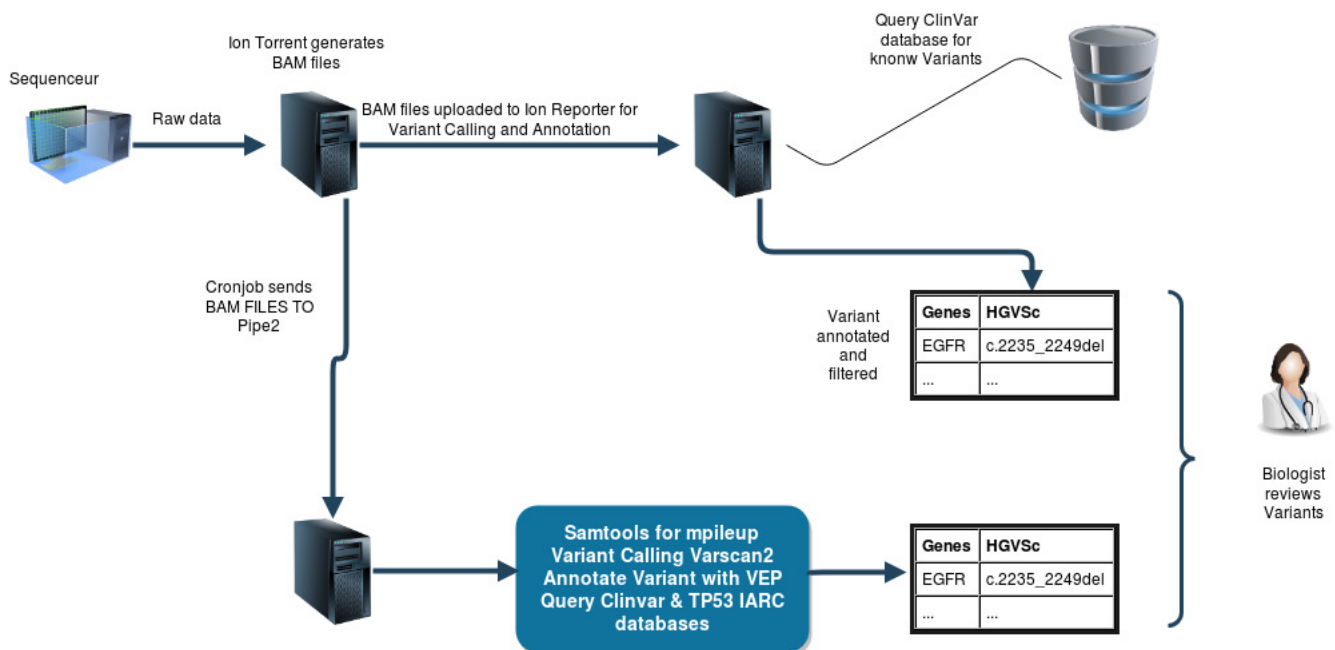 Sequenceur
Raw data
Ion Torrent generates
BAM files
BAM files uploaded to Ion Reporter for
Variant Calling and Annotation
Query ClinVar
database for
knonw Variants
Cronjob sends
BAM FILES TO
Pipe2
Variant
annotated
and
filtered
Genes HGVSc
EGFR c.2235_2249del
... ...
Biologist
reviews
Variants
Samtools for mpileup
Variant Calling Varscan2
Annotate Variant with VEP
Query Clinvar & TP53 IARC
databases
Genes HGVSc
EGFR c.2235_2249del
... ...